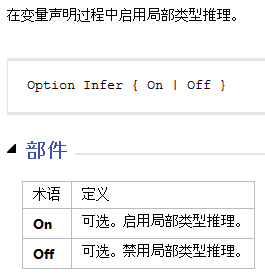 在变量声明过程中启用局部类型推理。
Option Infer { On | Off }
部件
术语 定义
On 可选。启用局部类型推理。
Off 可选。禁用局部类型推理。